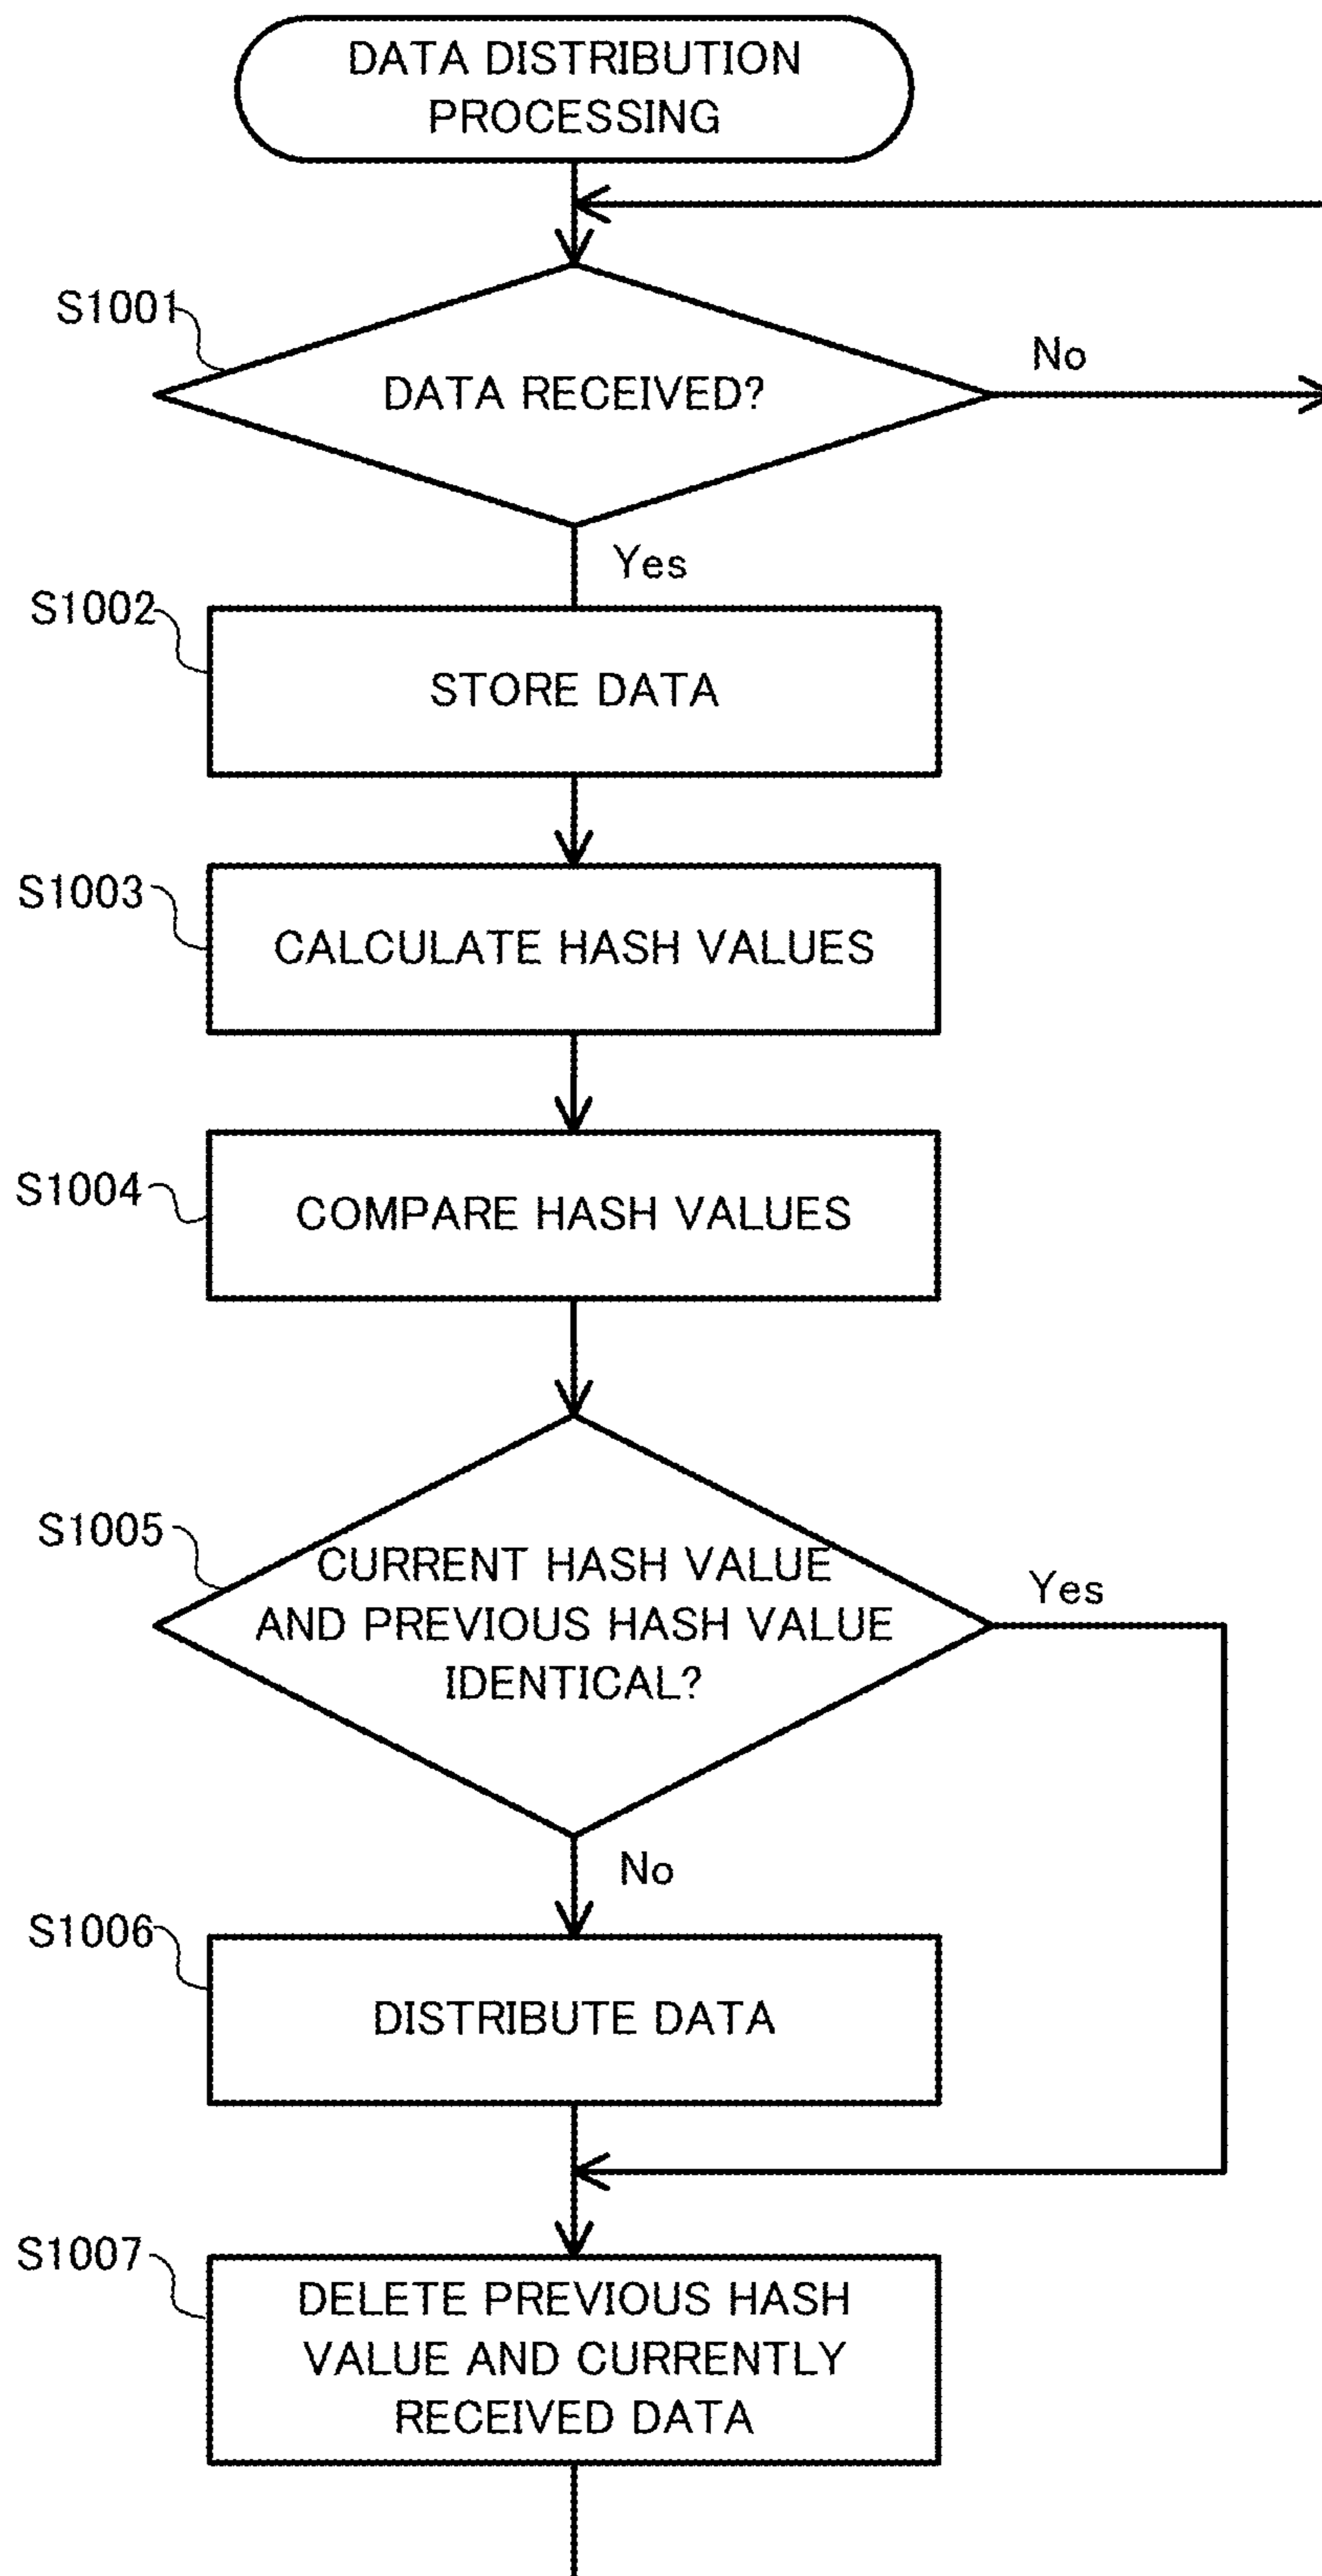 DATA DISTRIBUTION
PROCESSING
S1001
DATA RECEIVED?
No
Yes
S1002
STORE DATA
S1003
CALCULATE HASH VALUES
S1004
COMPARE HASH VALUES
S1005
CURRENT HASH VALUE
AND PREVIOUS HASH VALUE
IDENTICAL?
Yes
No
S1006
DISTRIBUTE DATA
S1007
DELETE PREVIOUS HASH
VALUE AND CURRENTLY
RECEIVED DATA